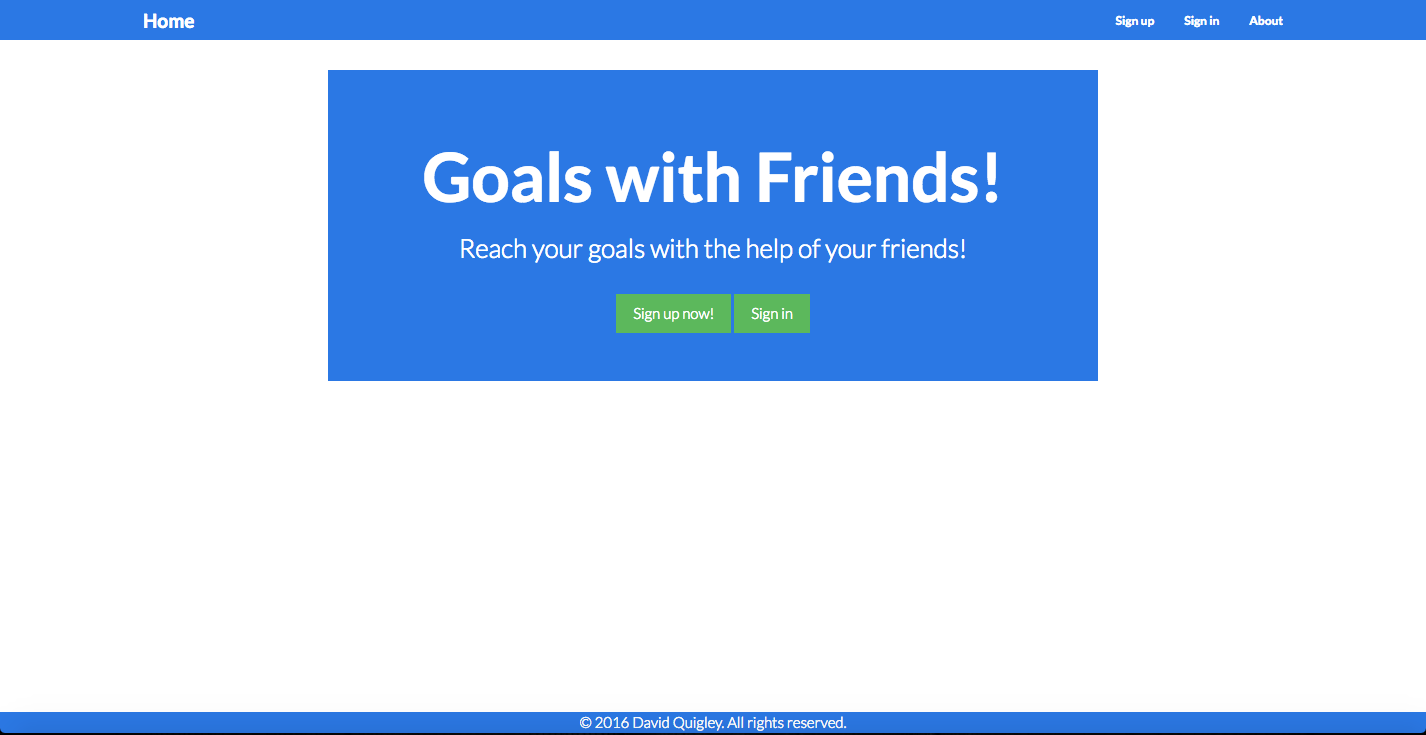 Home Sign up Sign in About
Goals with Friends!
Reach your goals with the help of your friends!
Sign up now! Sign in
© 2016 David Quigley. All rights reserved.